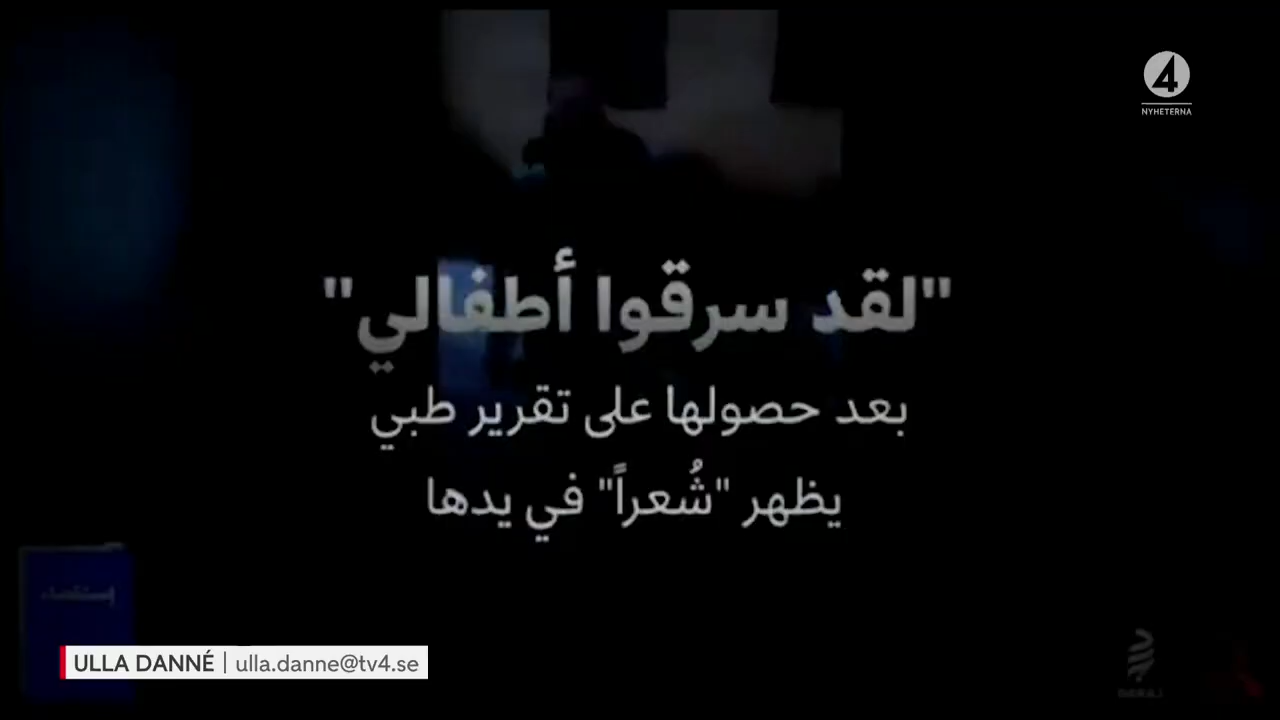 4
NYHETERNA
"لقد سرقوا أطفالي"
بعد حصولها على تقرير طبي
يظهر "شُعراً" في يدها
ULLA DANNÉ | ulla.danne@tv4.se